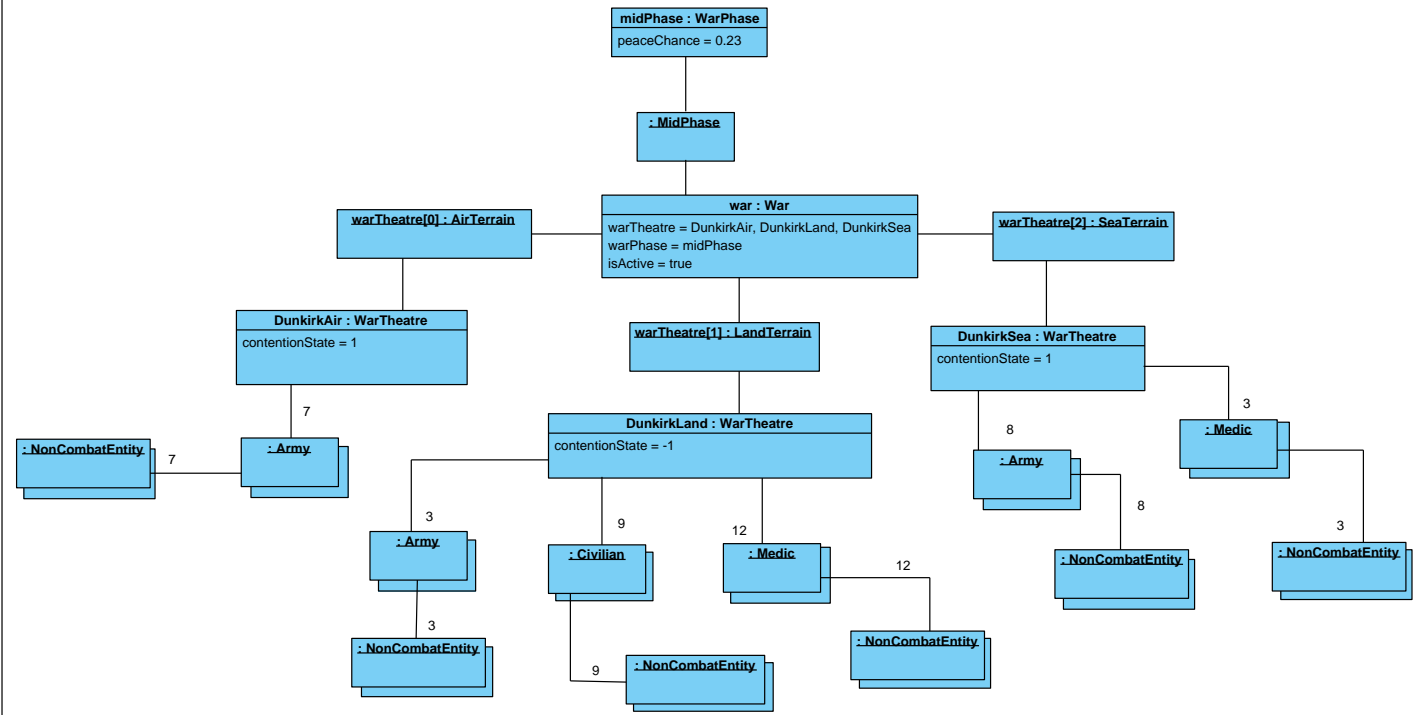 midPhase : WarPhase
peaceChance = 0.23
: MidPhase
warTheatre[0] : AirTerrain
war : War
warTheatre = DunkirkAir, DunkirkLand, DunkirkSea
warPhase = midPhase
isActive = true
warTheatre[2] : SeaTerrain
DunkirkAir : WarTheatre
contentionState = 1
warTheatre[1] : LandTerrain
DunkirkSea : WarTheatre
contentionState = 1
7
: NonCombatEntity
7
: Army
DunkirkLand : WarTheatre
contentionState = -1
3
: Medic
8
: Army
3
: Army
9
: Civilian
12
: Medic
12
8
: NonCombatEntity
3
: NonCombatEntity
3
: NonCombatEntity
9
: NonCombatEntity
: NonCombatEntity